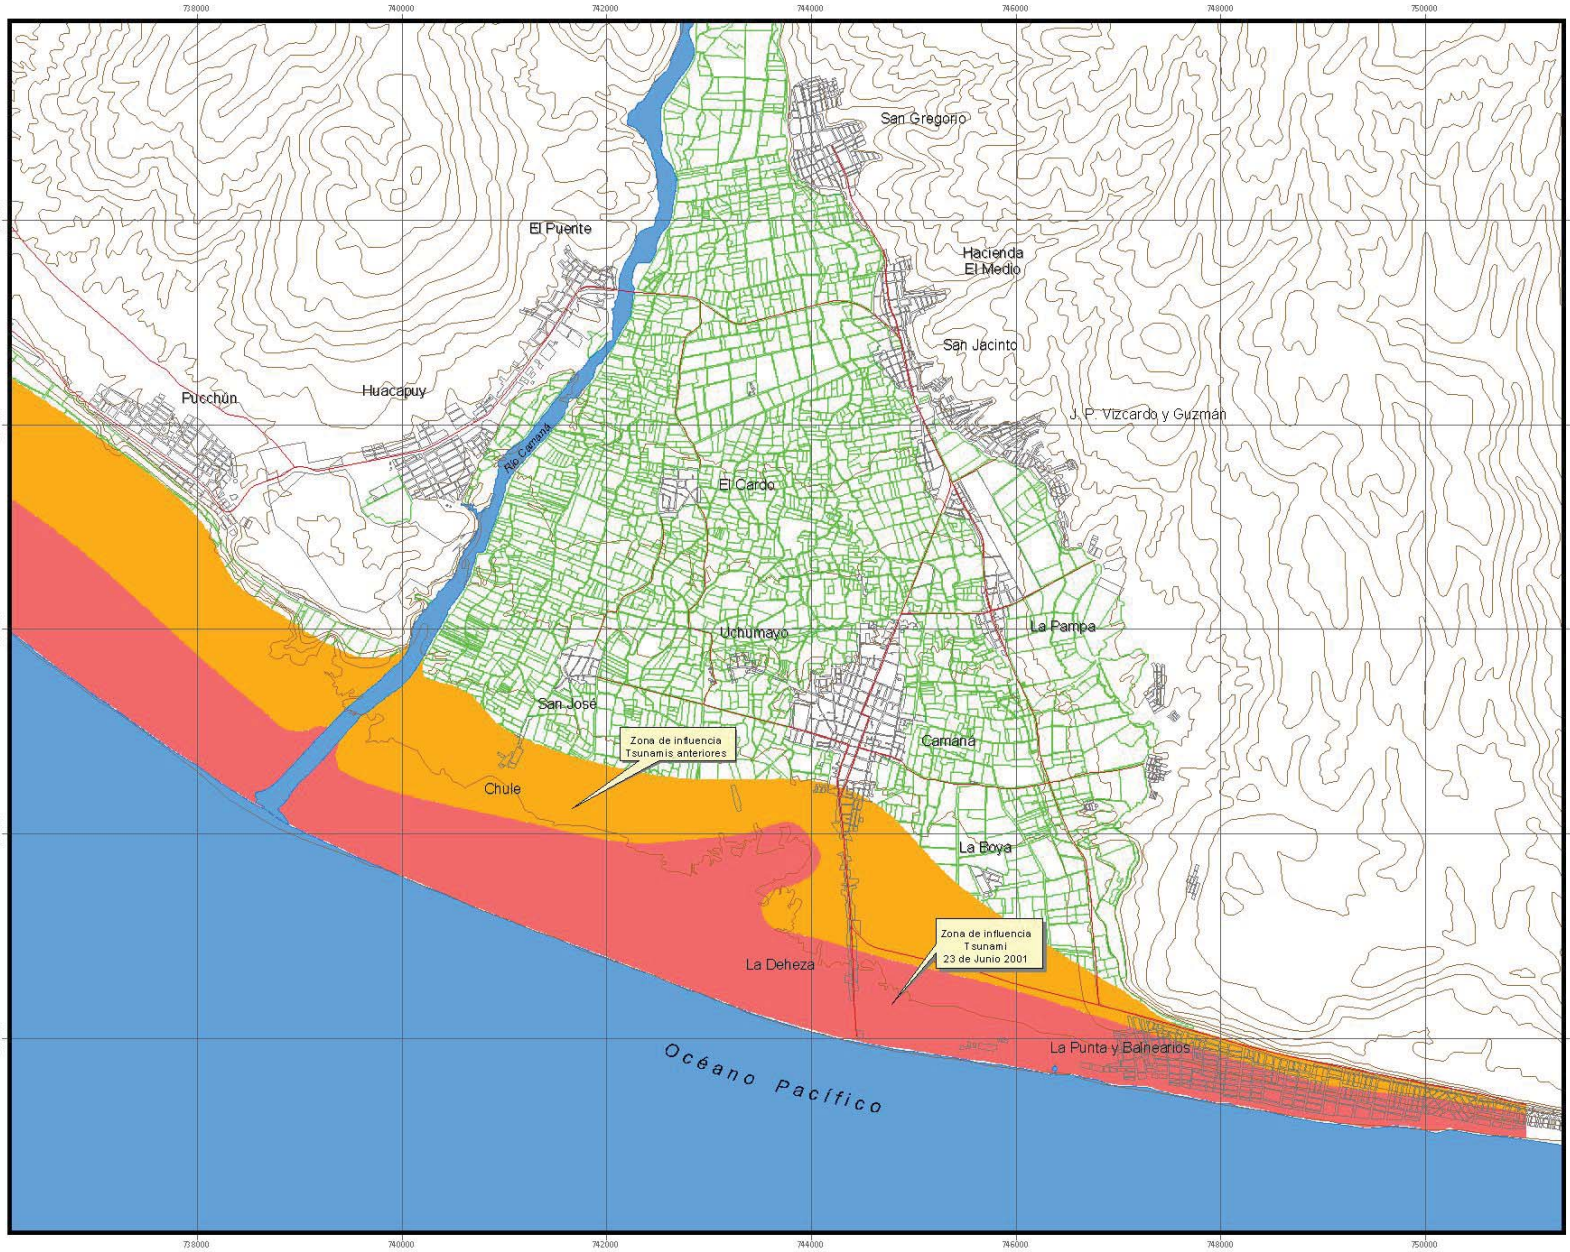 738000 740000 742000 744000 746000 748000 750000
San Gregorio
El Puente
Hacienda
El Medio
San Jacinto
Huacapuy
Pucchún
J. P. Vizcardo y Guzmán
Río Camaná
El Cardo
La Pampa
Uchumayo
San José
Zona de influencia
Tsunamis anteriores
Camaná
Chule
La Boya
Zona de influencia
Tsunami
23 de Junio 2001
La Deheza
La Punta y Balnearios
Océano Pacífico
738000 740000 742000 744000 746000 748000 750000